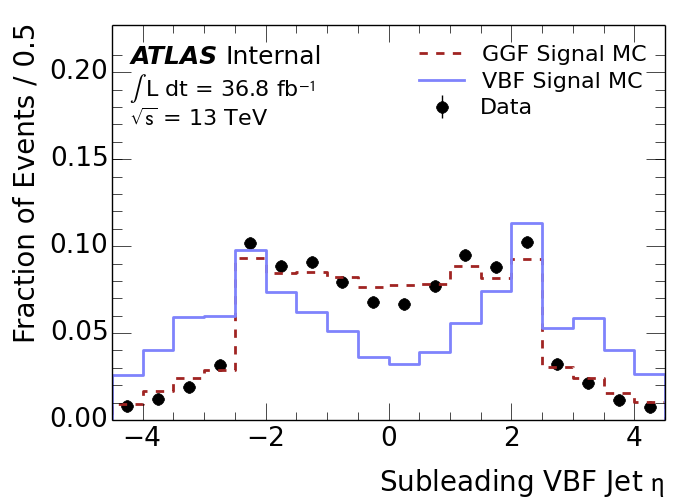 ATLAS Internal
∫L dt = 36.8 fb⁻¹
√s = 13 TeV
GGF Signal MC
VBF Signal MC
Data
Fraction of Events / 0.5
0.20
0.15
0.10
0.05
0.00
−4 −2 0 2 4
Subleading VBF Jet η